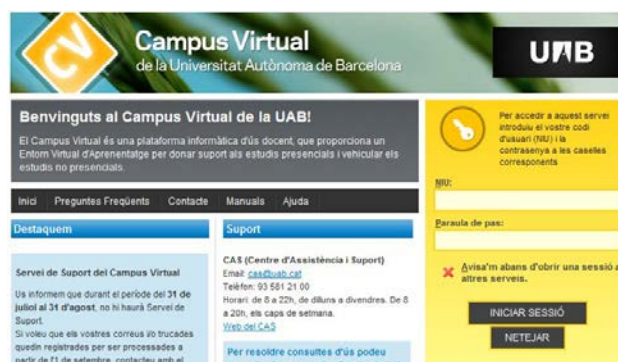 CV
Campus Virtual
de la Universitat Autònoma de Barcelona
UAB
Benvinguts al Campus Virtual de la UAB!
El Campus Virtual és una plataforma informàtica d'ús docent, que proporciona un
Entorn Virtual d'Aprenentatge per donar suport als estudis presencials i vehicular els
estudis no presencials.
Per accedir a aquest servei
introduïu el vostre codi
d'usuari (NIU) i la
contrasenya a les caselles
corresponents
NIU:
Paraula de pas:
Avisa'm abans d'obrir una sessió a
altres serveis.
INICIAR SESSIÓ
NETEJAR
Inici Preguntes Freqüents Contacte Manuals Ajuda
Destaquem
Servei de Suport del Campus Virtual
Us informem que durant el període del 31 de
juliol al 31 d'agost, no hi haurà Servei de
Suport.
Si voleu que els vostres correus i/o trucades
quedin registrades per ser processades a
partir de l'1 de setembre, contacteu amb el
Suport
CAS (Centre d'Assistència i Suport)
Email: cas@uab.cat
Telèfon: 93 581 21 00
Horari: de 8 a 22h, de dilluns a divendres. De 8
a 20h, els caps de setmana.
Web del CAS
Per resoldre consultes d'ús podeu